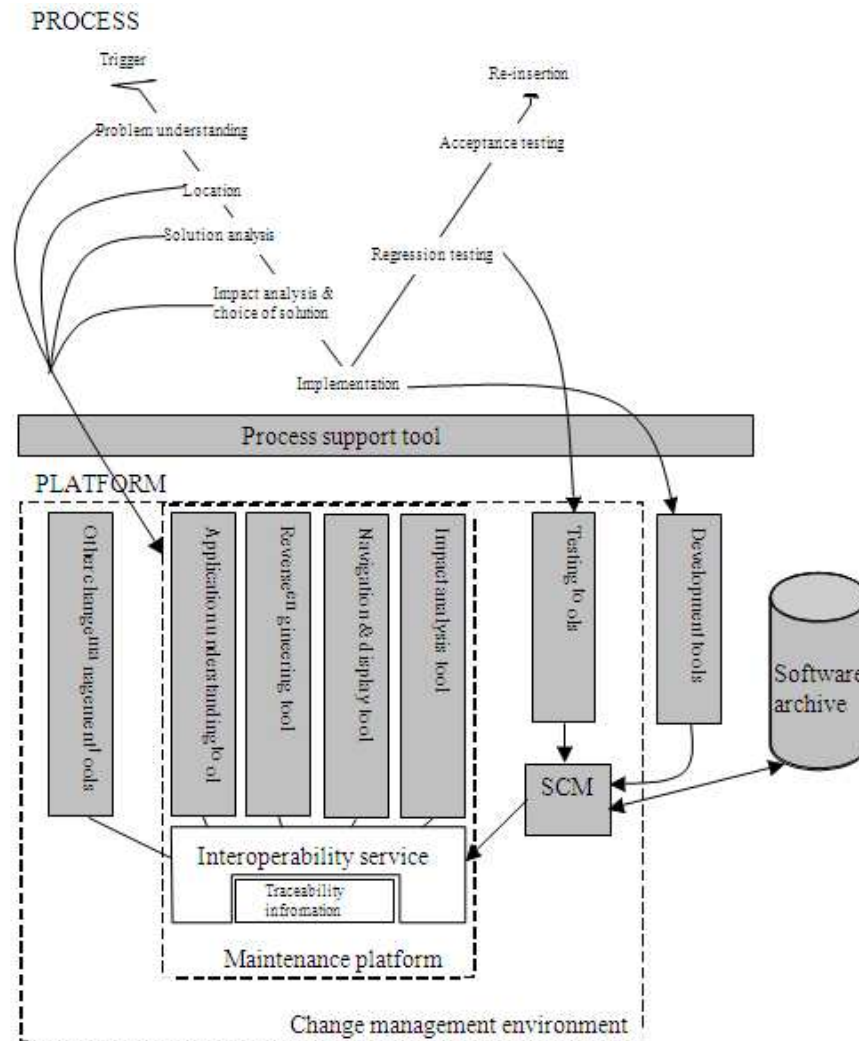 PROCESS
Trigger
Re-insertion
Problem understanding
Acceptance testing
Location
Solution analysis
Regression testing
Impact analysis &
choice of solution
Implementation
Process support tool
PLATFORM
Other change management tools
Application understanding tool
Reverse engineering tool
Navigation & display tool
Impact analysis tool
Testing tools
Development tools
Software
archive
SCM
Interoperability service
Traceability
infromation
Maintenance platform
Change management environment